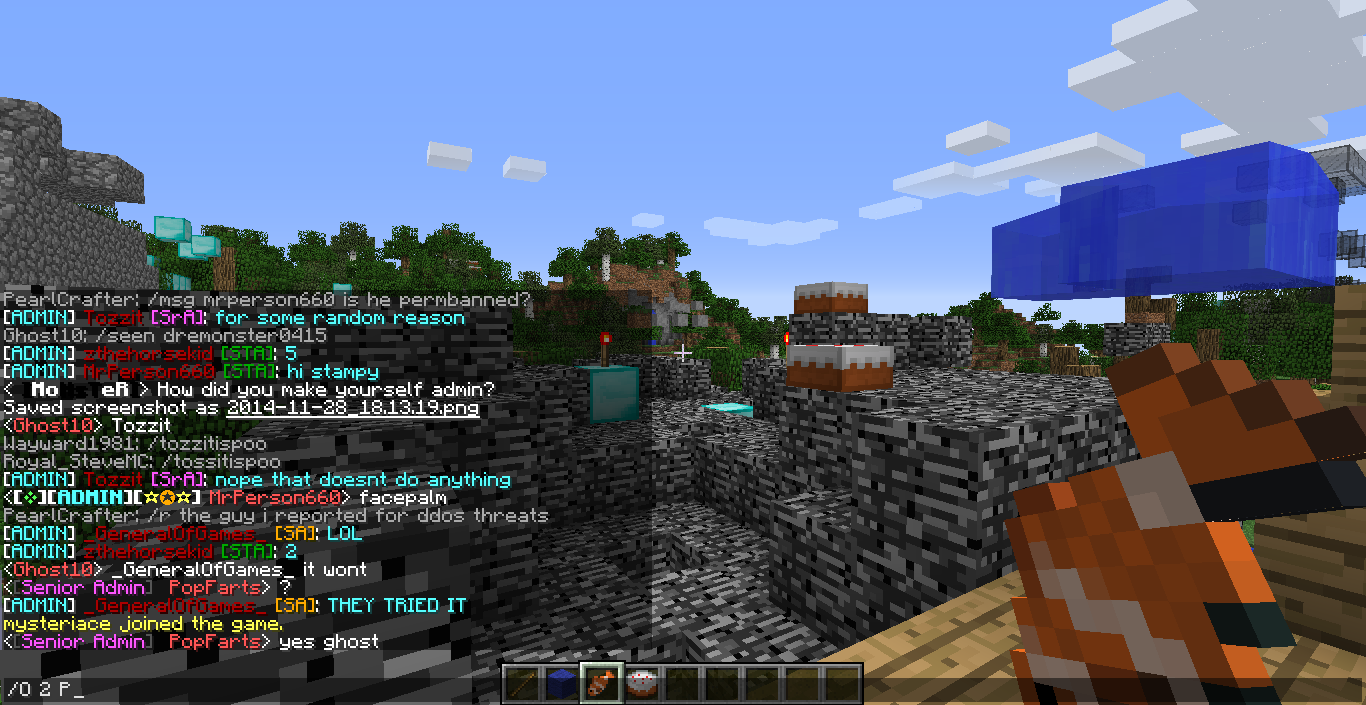 PearlCrafter: /msg mrperson660 is he permbanned?
[ADMIN] Tozzit [SrA]: for some random reason
Ghost10: /seen dremonster0415
[ADMIN] zthehorsekid [STA]: 5
[ADMIN] MrPerson660 [STA]: hi stampy
< Mo eR > How did you make yourself admin?
Saved screenshot as 2014-11-28_18.13.19.png
<Ghost10> Tozzit
Wayward1981: /tozzitispoo
Royal_SteveMC: /tossitispoo
[ADMIN] Tozzit [SrA]: nope that doesnt do anything
<[❖][ADMIN][☆✪☆] MrPerson660> facepalm
PearlCrafter: /r the guy i reported for ddos threats
[ADMIN] _GeneralOfGames_ [SA]: LOL
[ADMIN] zthehorsekid [STA]: 2
<Ghost10> _GeneralOfGames_ it wont
<[Senior Admin] PopFarts> ?
[ADMIN] _GeneralOfGames_ [SA]: THEY TRIED IT
mysteriace joined the game.
<[Senior Admin] PopFarts> yes ghost
/O 2 P_